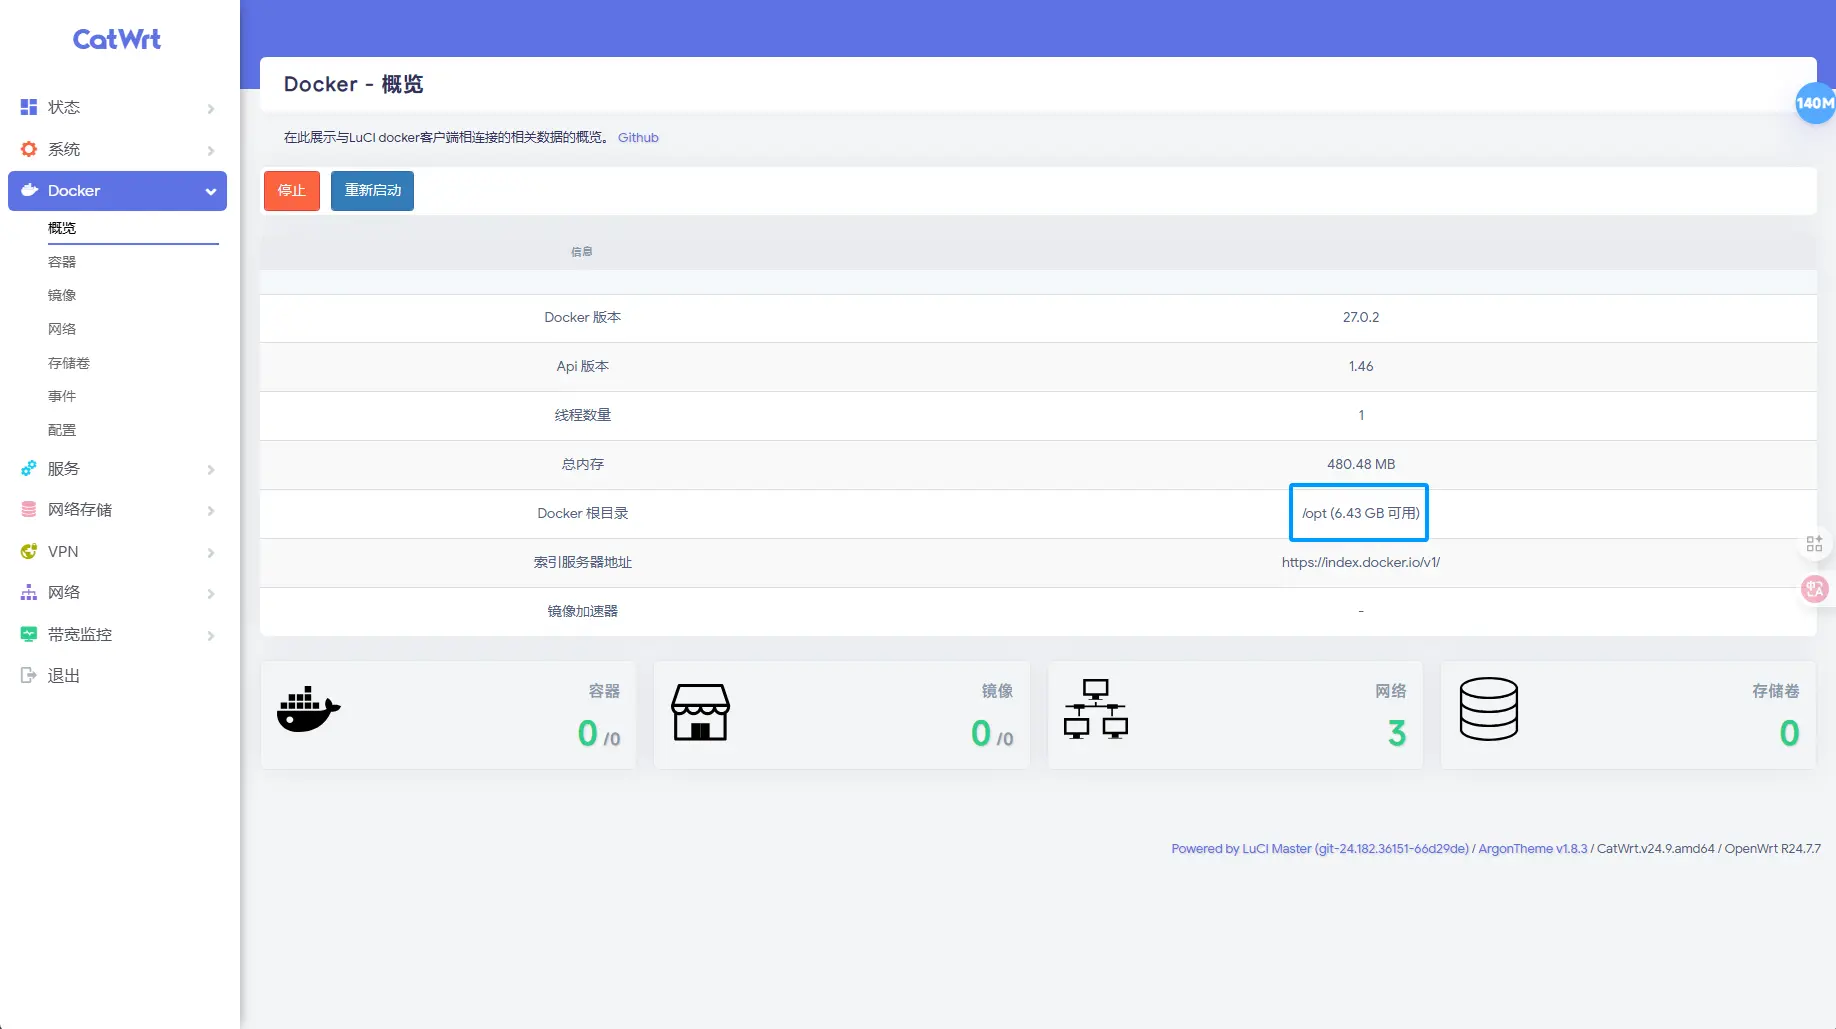 CatWrt
状态
系统
Docker
概览
容器
镜像
网络
存储卷
事件
配置
服务
网络存储
VPN
网络
带宽监控
退出
Docker - 概览
在此展示与LuCI docker客户端相连接的相关数据的概览。 Github
停止 重新启动
信息
Docker 版本 27.0.2
Api 版本 1.46
线程数量 1
总内存 480.48 MB
Docker 根目录 /opt (6.43 GB 可用)
索引服务器地址 https://index.docker.io/v1/
镜像加速器 -
容器
0 /0
镜像
0 /0
网络
3
存储卷
0
Powered by LuCI Master (git-24.182.36151-66d29de) / ArgonTheme v1.8.3 / CatWrt.v24.9.amd64 / OpenWrt R24.7.7
140M
中A